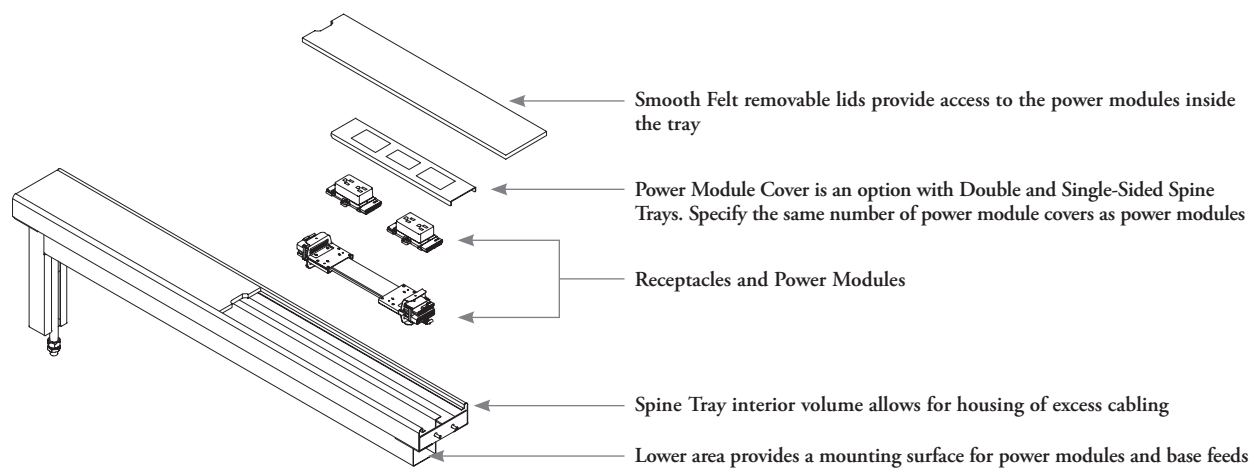 Smooth Felt removable lids provide access to the power modules inside
the tray
Power Module Cover is an option with Double and Single-Sided Spine
Trays. Specify the same number of power module covers as power modules
Receptacles and Power Modules
Spine Tray interior volume allows for housing of excess cabling
Lower area provides a mounting surface for power modules and base feeds